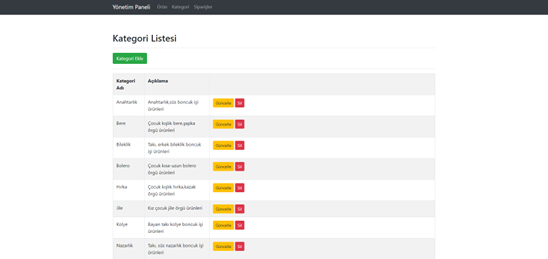 Yönetim Paneli Ürün Kategori Siparişler
Kategori Listesi
Kategori Ekle
Kategori Adı Açıklama
Anahtarlık Anahtarlık,süs boncuk işi ürünleri Güncelle Sil
Bere Çocuk kışlık bere,papka örgü ürünleri Güncelle Sil
Bileklik Takı, erkek bileklik boncuk işi ürünleri Güncelle Sil
Bolero Çocuk kısa-uzun bolero örgü ürünleri Güncelle Sil
Hırka Çocuk kışlık hırka,kazak örgü ürünleri Güncelle Sil
Jile Kız çocuk jile örgü ürünleri Güncelle Sil
Kolye Bayan takı kolye boncuk işi ürünleri Güncelle Sil
Nazarlık Takı, süs nazarlık boncuk işi ürünleri Güncelle Sil